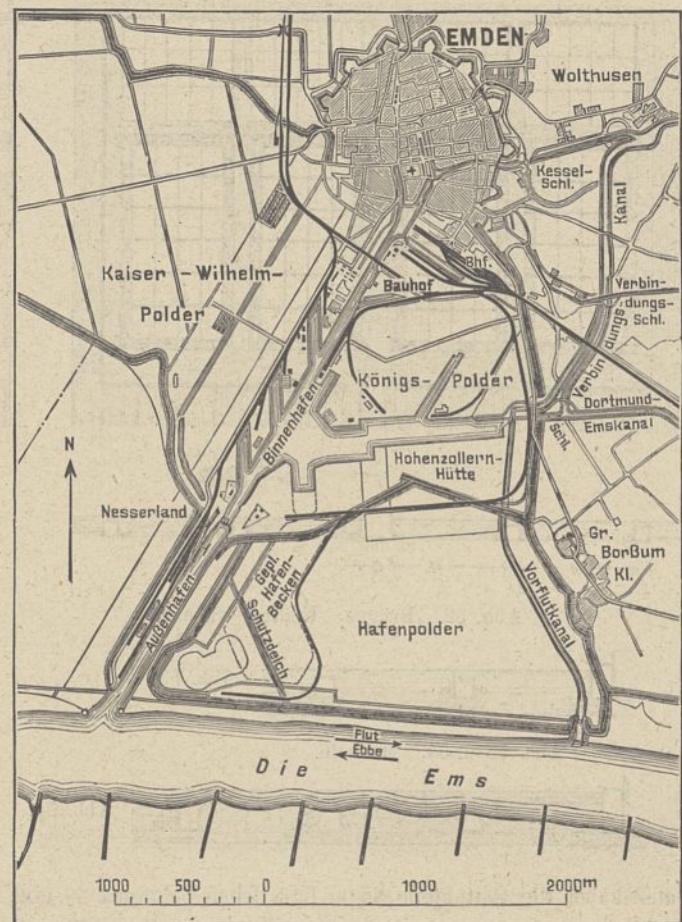 EMDEN
Wolthusen
Kessel-
Schl.
Kanal
Bhf.
Kaiser-Wilhelm-
Polder
Bauhof
Verbin-
dungs-
Schl.
Verbindungs
Königs-Polder
Binnenhafen
Dortmund-
Emskanal
Schl.
N
Hohenzollern-
Hütte
Nesserland
Gr.
Borßum
Kl.
Gepl.
Hafen-
Becken
Schutzdeich
Außenhafen
Vorflutkanal
Hafenpolder
Flut
Ebbe
Die Ems
1000 500 0 1000 2000m